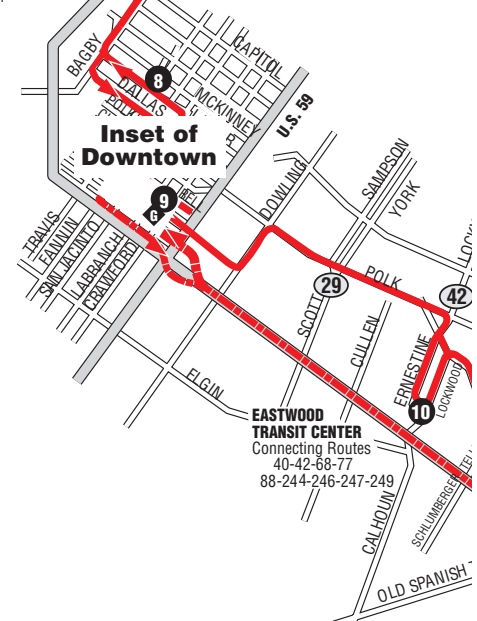 CAPITOL
BAGBY
8
DALLAS
MCKINNEY
U.S. 59
Inset of
Downtown
9
G
DOWLING
SAMPSON
YORK
TRAVIS
FANNIN
SAN JACINTO
LABRANCH
CRAWFORD
POLK
29
42
SCOTT
CULLEN
ERNESTINE
LOCKWOOD
10
ELGIN
EASTWOOD
TRANSIT CENTER
Connecting Routes
40-42-68-77
88-244-246-247-249
CALHOUN
OLD SPANISH